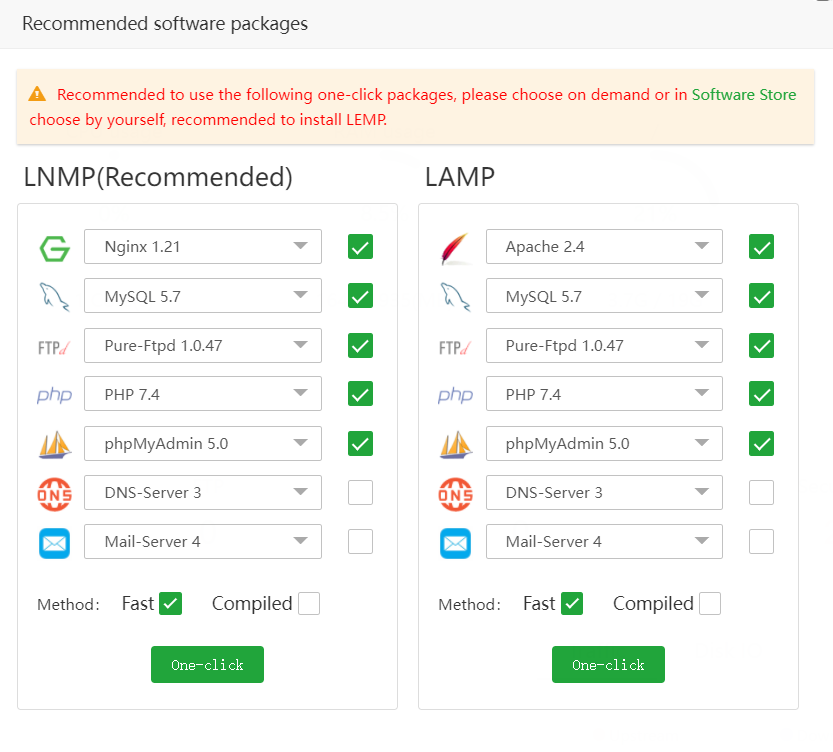 Recommended software packages
Recommended to use the following one-click packages, please choose on demand or in Software Store
choose by yourself, recommended to install LEMP.
LNMP(Recommended)
Nginx 1.21
MySQL 5.7
FTPd
Pure-Ftpd 1.0.47
php
PHP 7.4
phpMyAdmin 5.0
DNS
DNS-Server 3
Mail-Server 4
Method: Fast Compiled
One-click
LAMP
Apache 2.4
MySQL 5.7
FTPd
Pure-Ftpd 1.0.47
php
PHP 7.4
phpMyAdmin 5.0
DNS
DNS-Server 3
Mail-Server 4
Method: Fast Compiled
One-click